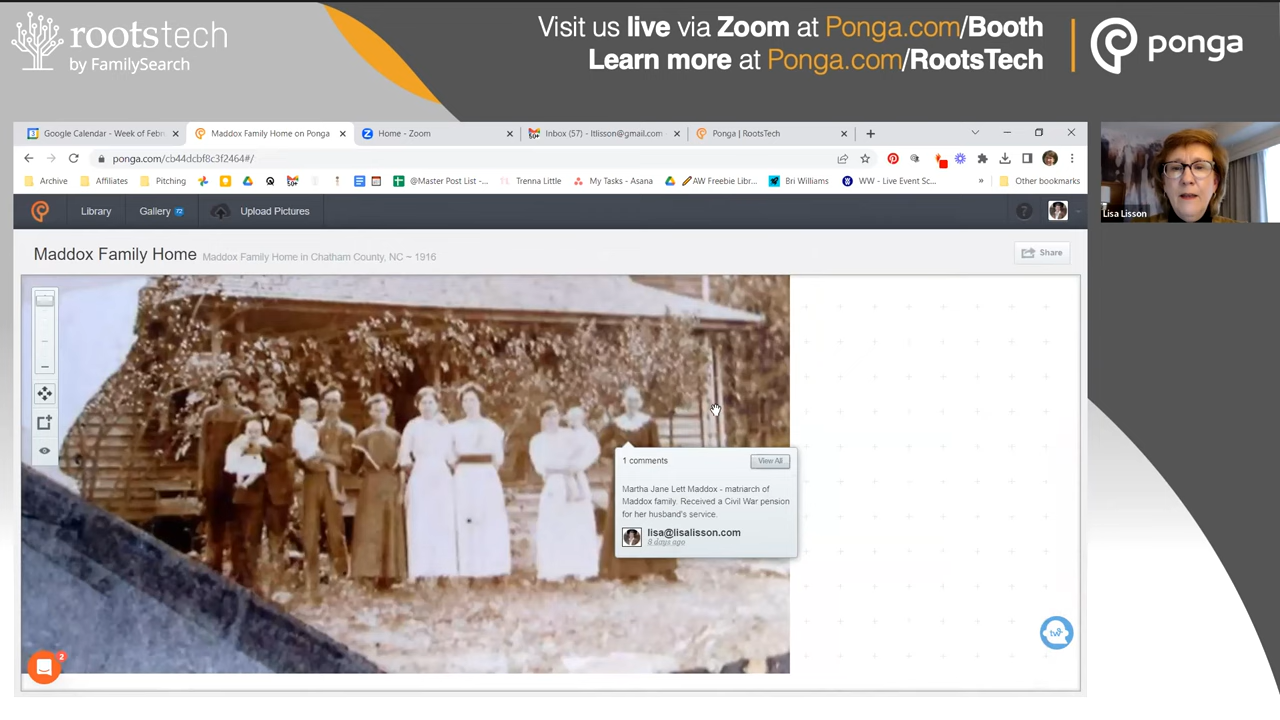 rootstech
by FamilySearch
Visit us live via Zoom at Ponga.com/Booth
Learn more at Ponga.com/RootsTech
ponga
Google Calendar - Week of Febru
Maddox Family Home on Ponga
Home - Zoom
Inbox (57) - ltlisson@gmail.com
Ponga | RootsTech
ponga.com/cb44dcbf8c3f2464#/
Archive
Affiliates
Pitching
@Master Post List -...
Trenna Little
My Tasks - Asana
AW Freebie Libr...
Bri Williams
WW - Live Event Sc...
»
Other bookmarks
Lisa Lisson
Library
Gallery
Upload Pictures
?
Maddox Family Home
Maddox Family Home in Chatham County, NC ~ 1916
Share
1 comments
View All
Martha Jane Lett Maddox - matriarch of
Maddox family. Received a Civil War pension
for her husband's service.
lisa@lisalisson.com
8 days ago
2